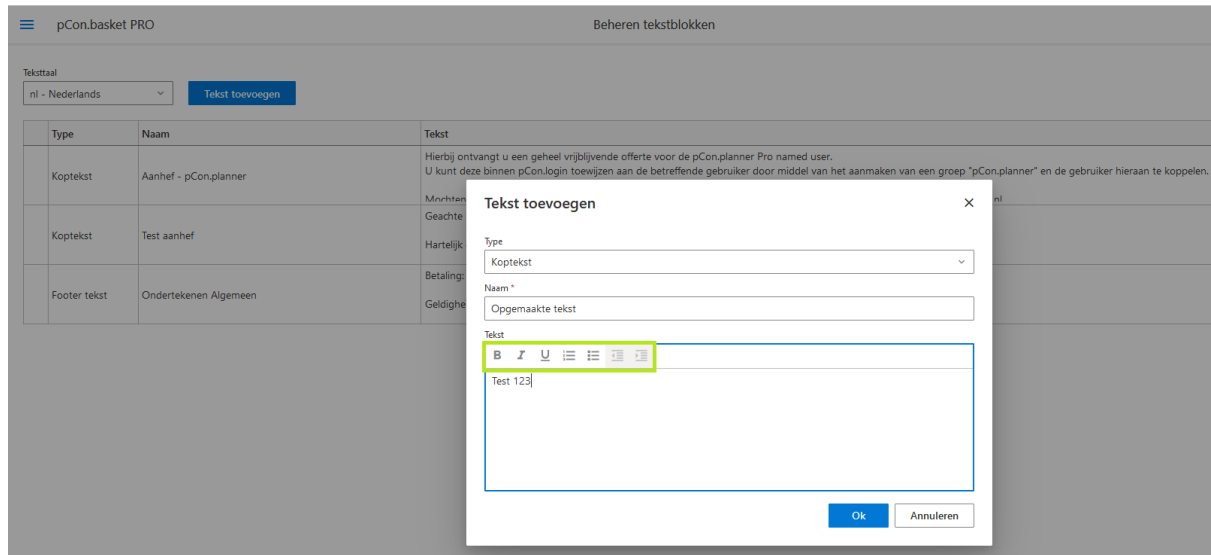 pCon.basket PRO
Beheren tekstblokken
Teksttaal
nl - Nederlands
Tekst toevoegen
Type Naam Tekst
Koptekst Aanhef - pCon.planner
Hierbij ontvangt u een geheel vrijblijvende offerte voor de pCon.planner Pro named user.
U kunt deze binnen pCon.login toewijzen aan de betreffende gebruiker door middel van het aanmaken van een groep "pCon.planner" en de gebruiker hieraan te koppelen.
Mochten nl
Koptekst Test aanhef
Geachte
Hartelijk
Footer tekst Ondertekenen Algemeen
Betaling:
Geldighe
Tekst toevoegen
Type
Koptekst
Naam *
Opgemaakte tekst
Tekst
B I U
Test 123
Ok Annuleren